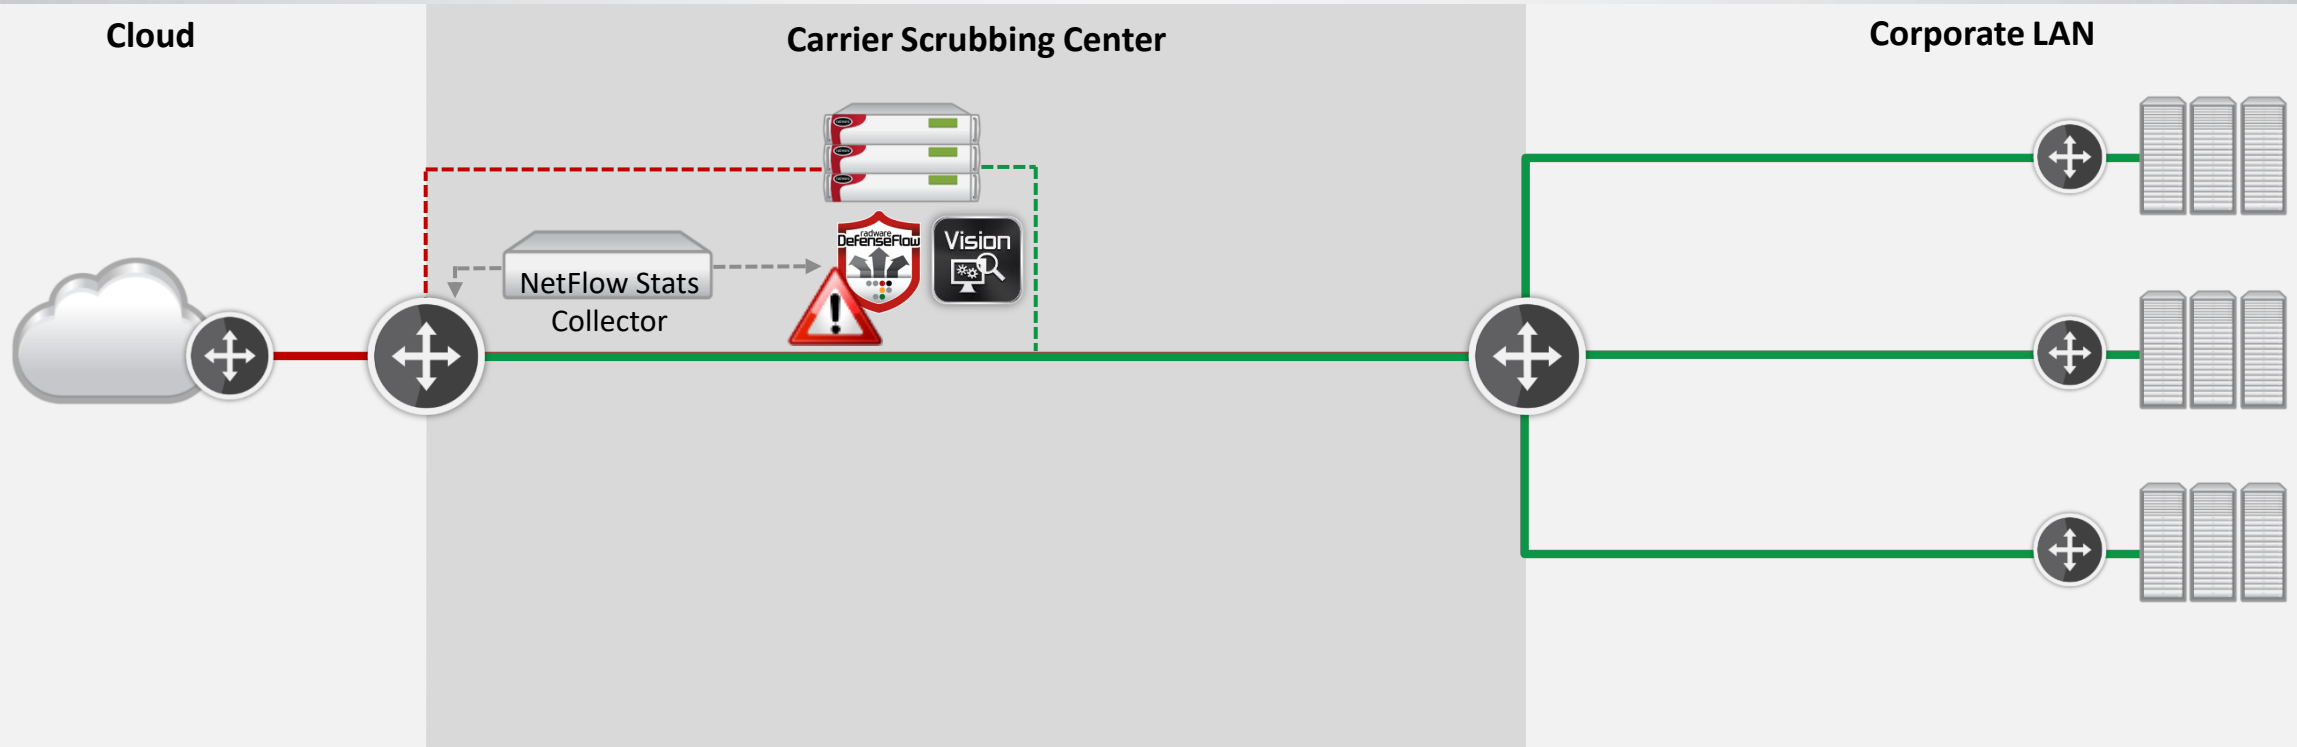 Cloud
Carrier Scrubbing Center
Corporate LAN
radware
DefenseFlow
Vision
NetFlow Stats
Collector